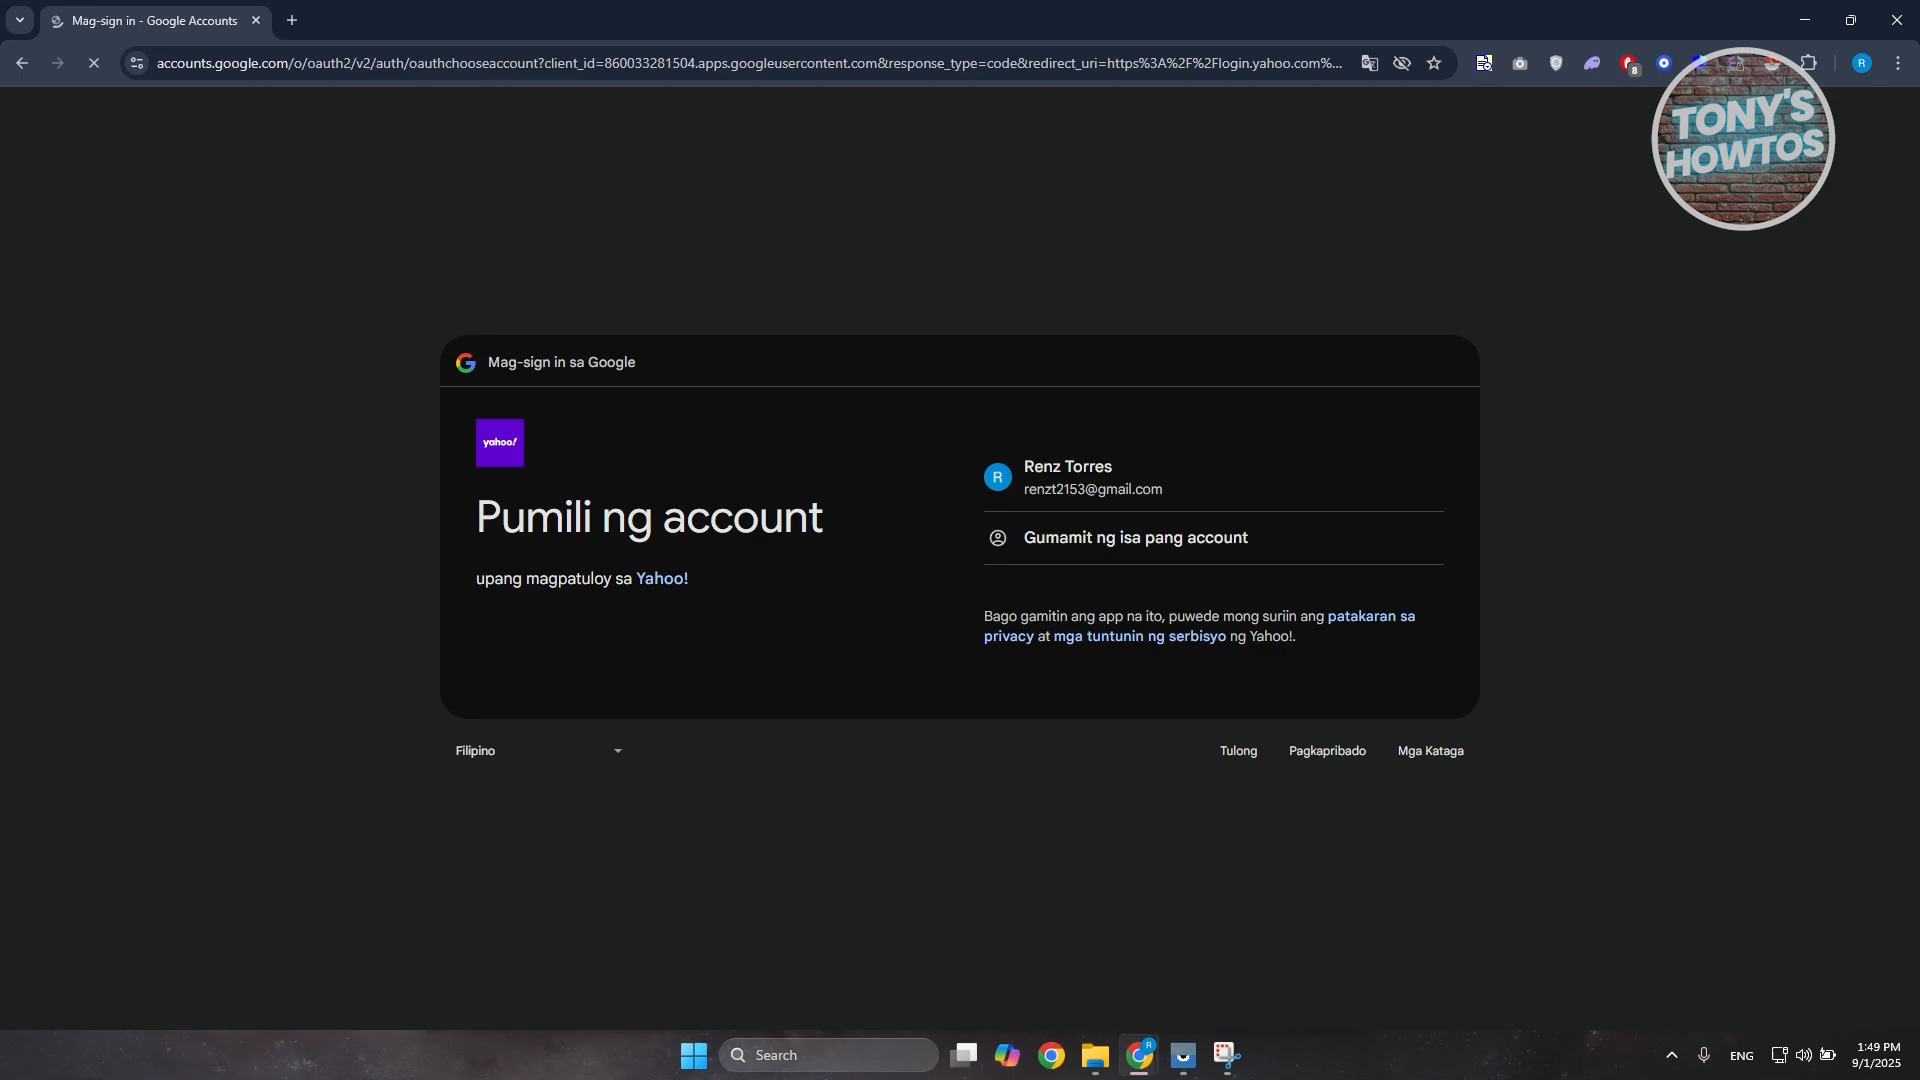 Mag-sign in - Google Accounts
accounts.google.com/o/oauth2/v2/auth/oauthchooseaccount?client_id=860033281504.apps.googleusercontent.com&response_type=code&redirect_uri=https%3A%2F%2Flogin.yahoo.com%...
8
R
TONY'S
HOWTOS
G Mag-sign in sa Google
yahoo!
Pumili ng account
upang magpatuloy sa Yahoo!
R
Renz Torres
renzt2153@gmail.com
Gumamit ng isa pang account
Bago gamitin ang app na ito, puwede mong suriin ang patakaran sa
privacy at mga tuntunin ng serbisyo ng Yahoo!.
Filipino
Tulong
Pagkapribado
Mga Kataga
Search
R
ENG
1:49 PM
9/1/2025